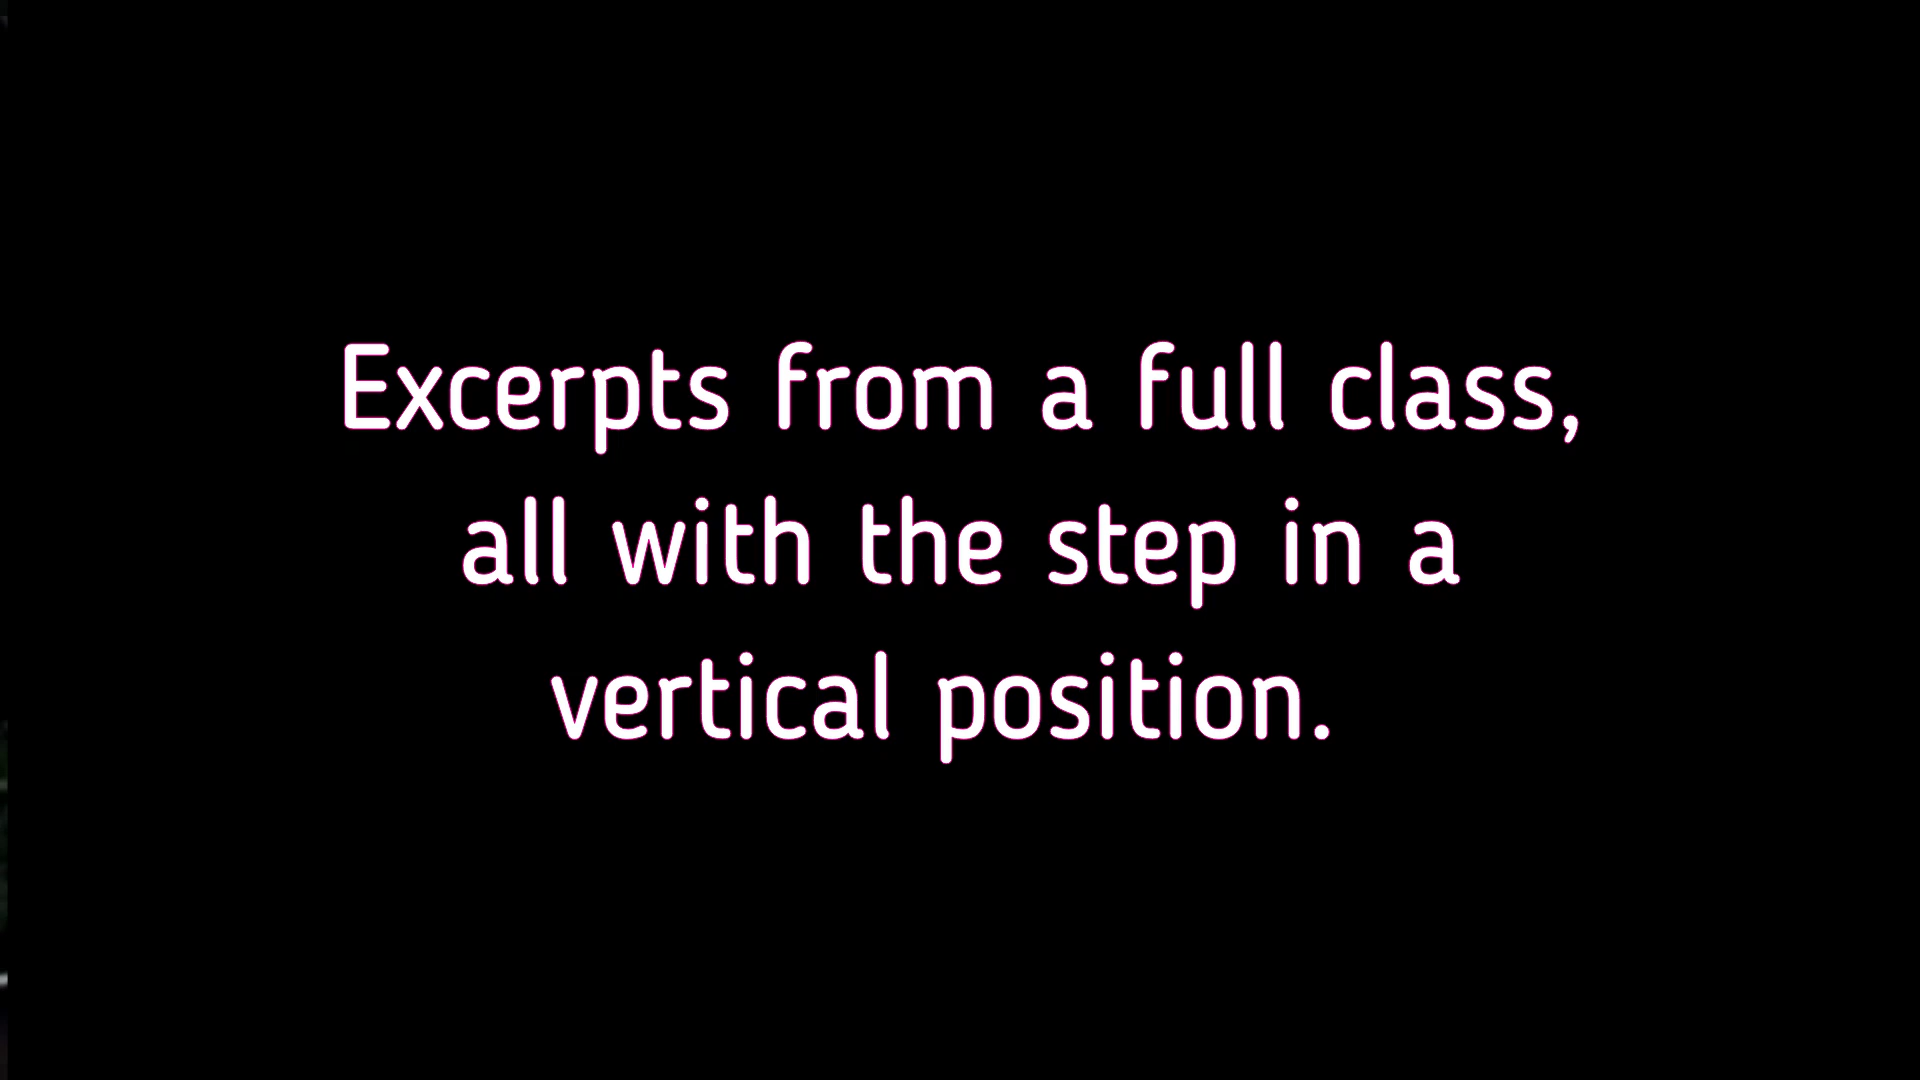 Excerpts from a full class,
all with the step in a
vertical position.